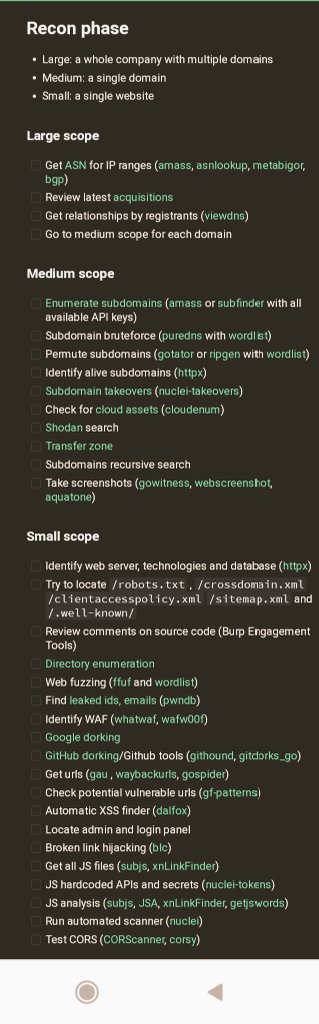 Recon phase
• Large: a whole company with multiple domains
• Medium: a single domain
• Small: a single website
Large scope
Get ASN for IP ranges (amass, asnlookup, metabigor,
bgp)
Review latest acquisitions
Get relationships by registrants (viewdns)
Go to medium scope for each domain
Medium scope
Enumerate subdomains (amass or subfinder with all
available API keys)
Subdomain bruteforce (puredns with wordlist)
Permute subdomains (gotator or ripgen with wordlist)
Identify alive subdomains (httpx)
Subdomain takeovers (nuclei-takeovers)
Check for cloud assets (cloudenum)
Shodan search
Transfer zone
Subdomains recursive search
Take screenshots (gowitness, webscreenshot,
aquatone)
Small scope
Identify web server, technologies and database (httpx)
Try to locate /robots.txt , /crossdomain.xml
/clientaccesspolicy.xml /sitemap.xml and
/.well-known/
Review comments on source code (Burp Engagement
Tools)
Directory enumeration
Web fuzzing (ffuf and wordlist)
Find leaked ids, emails (pwndb)
Identify WAF (whatwaf, wafw00f)
Google dorking
GitHub dorking/Github tools (githound, gitdorks_go)
Get urls (gau , waybackurls, gospider)
Check potential vulnerable urls (gf-patterns)
Automatic XSS finder (dalfox)
Locate admin and login panel
Broken link hijacking (blc)
Get all JS files (subjs, xnLinkFinder)
JS hardcoded APIs and secrets (nuclei-tokens)
JS analysis (subjs, JSA, xnLinkFinder, getjswords)
Run automated scanner (nuclei)
Test CORS (CORScanner, corsy)